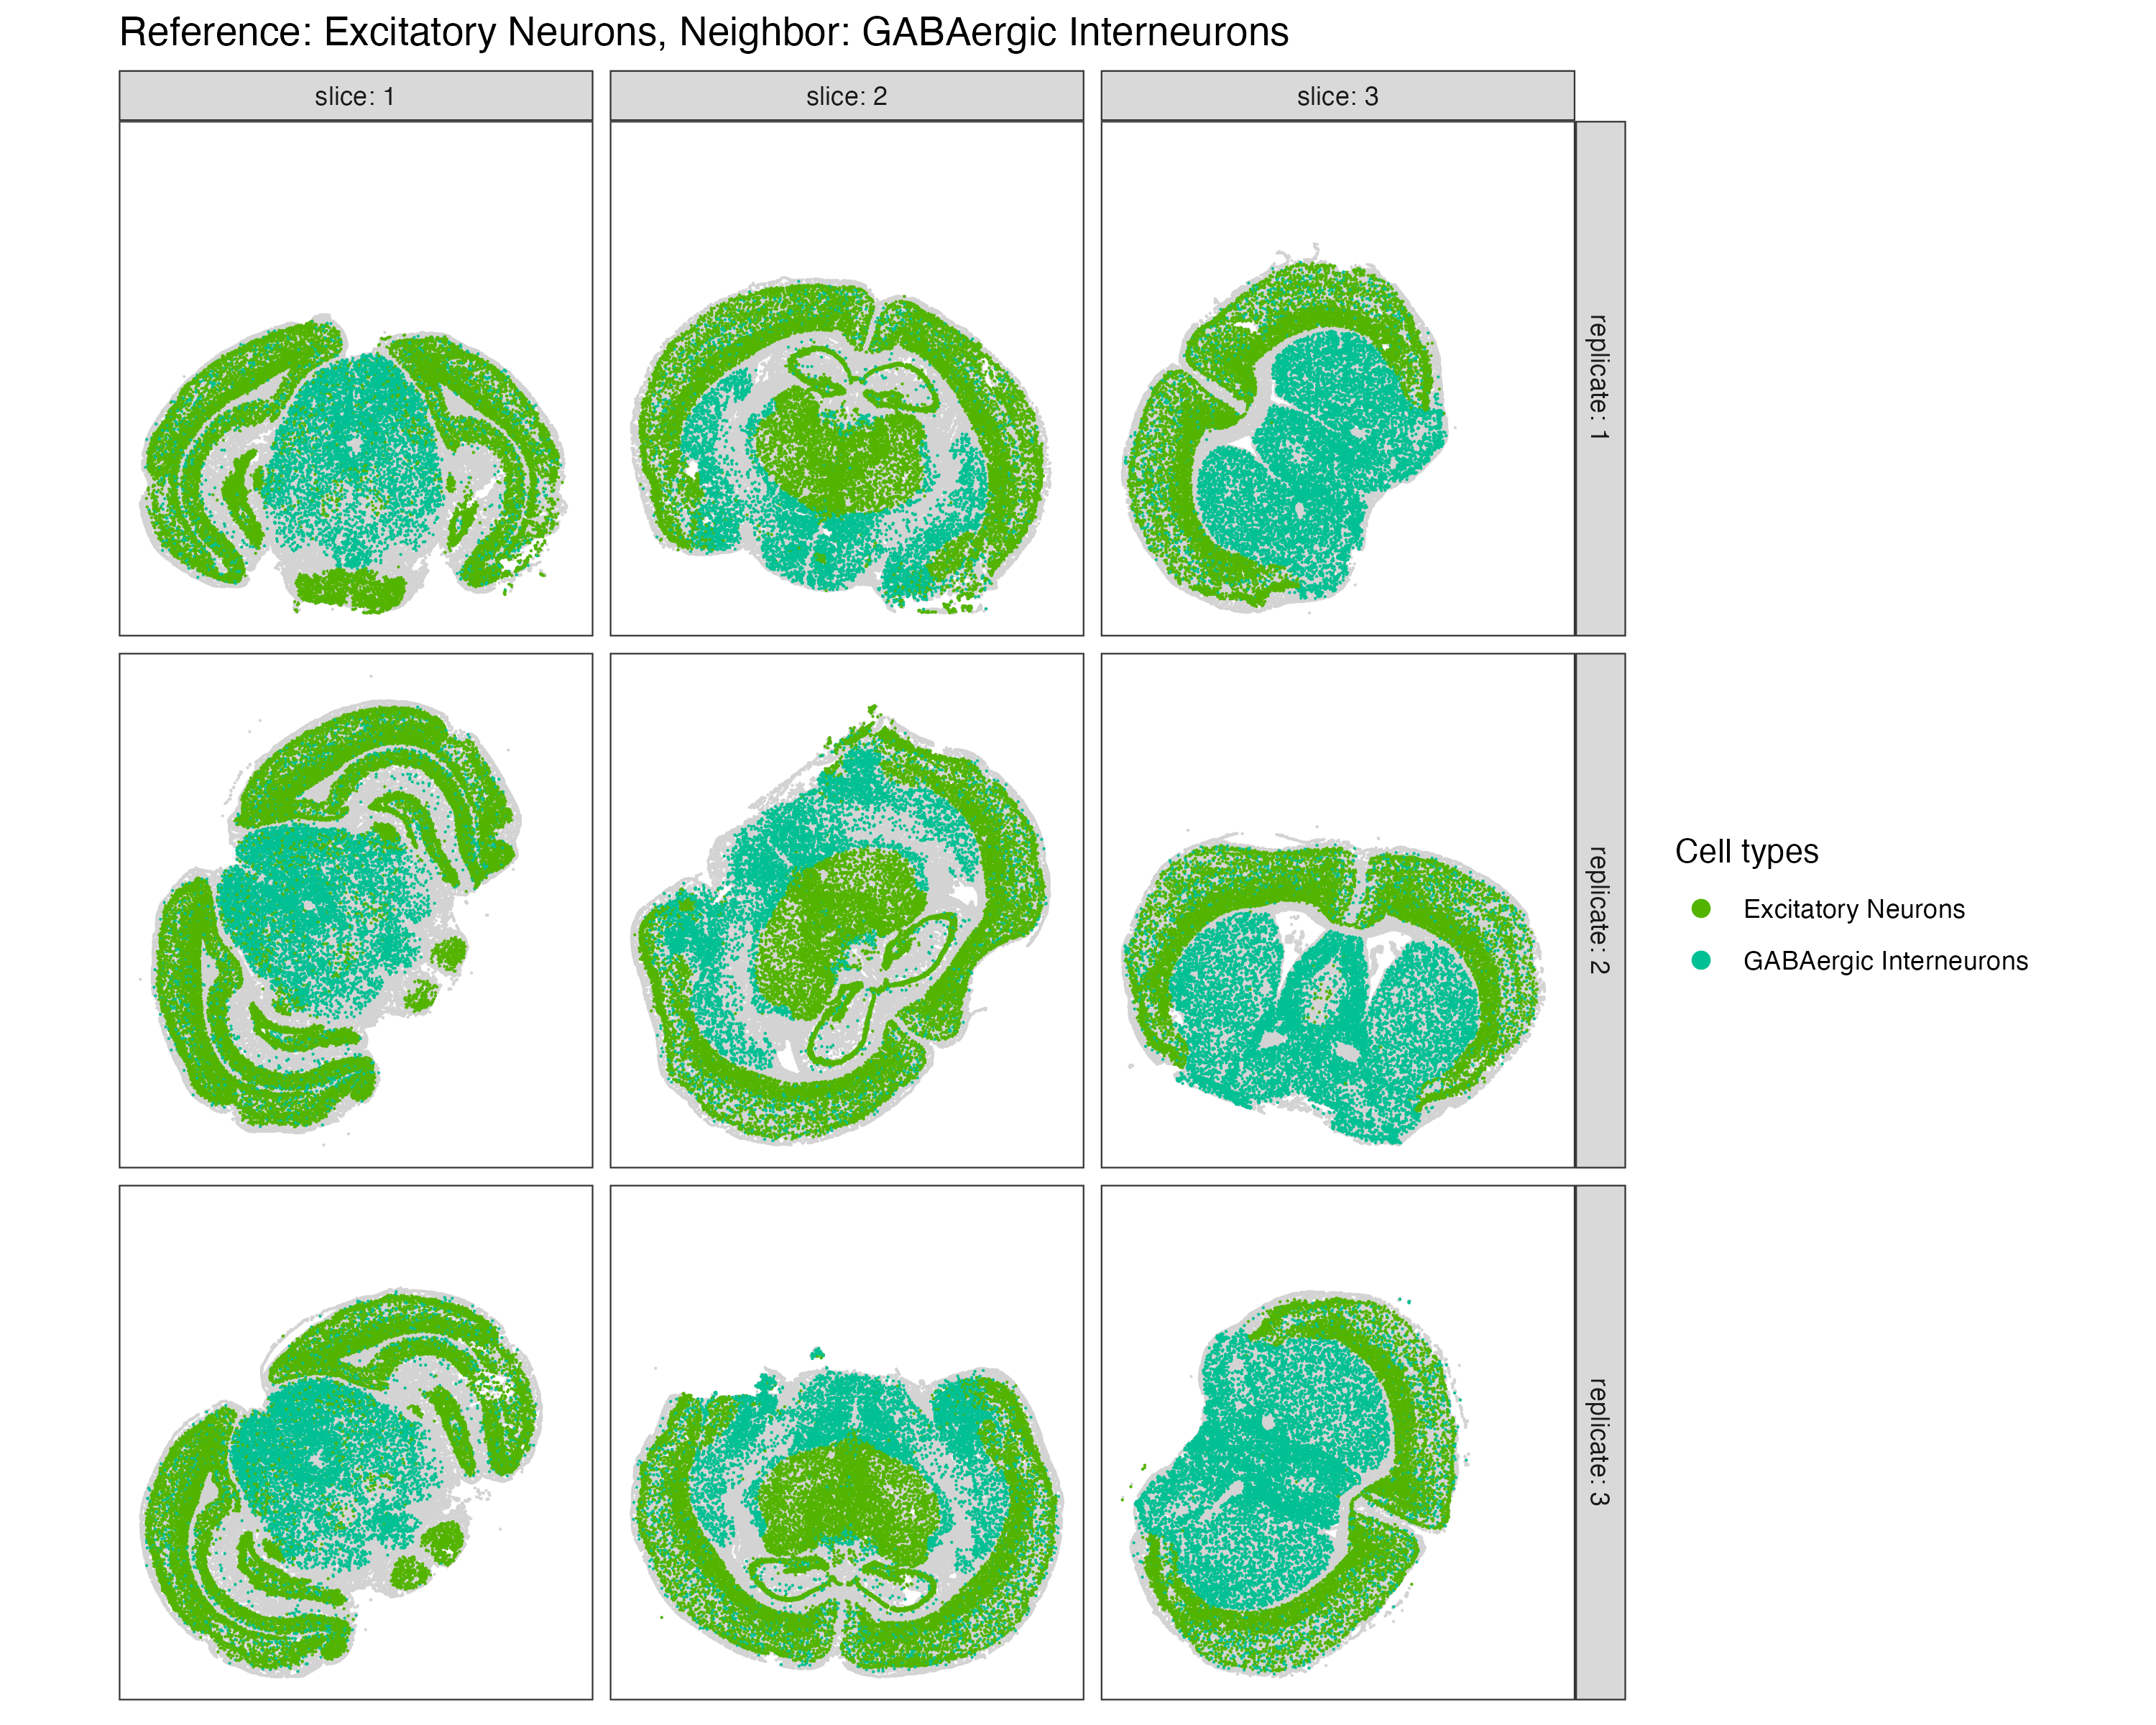 Reference: Excitatory Neurons, Neighbor: GABAergic Interneurons
slice: 1
slice: 2
slice: 3
replicate: 1
replicate: 2
replicate: 3
Cell types
Excitatory Neurons
GABAergic Interneurons